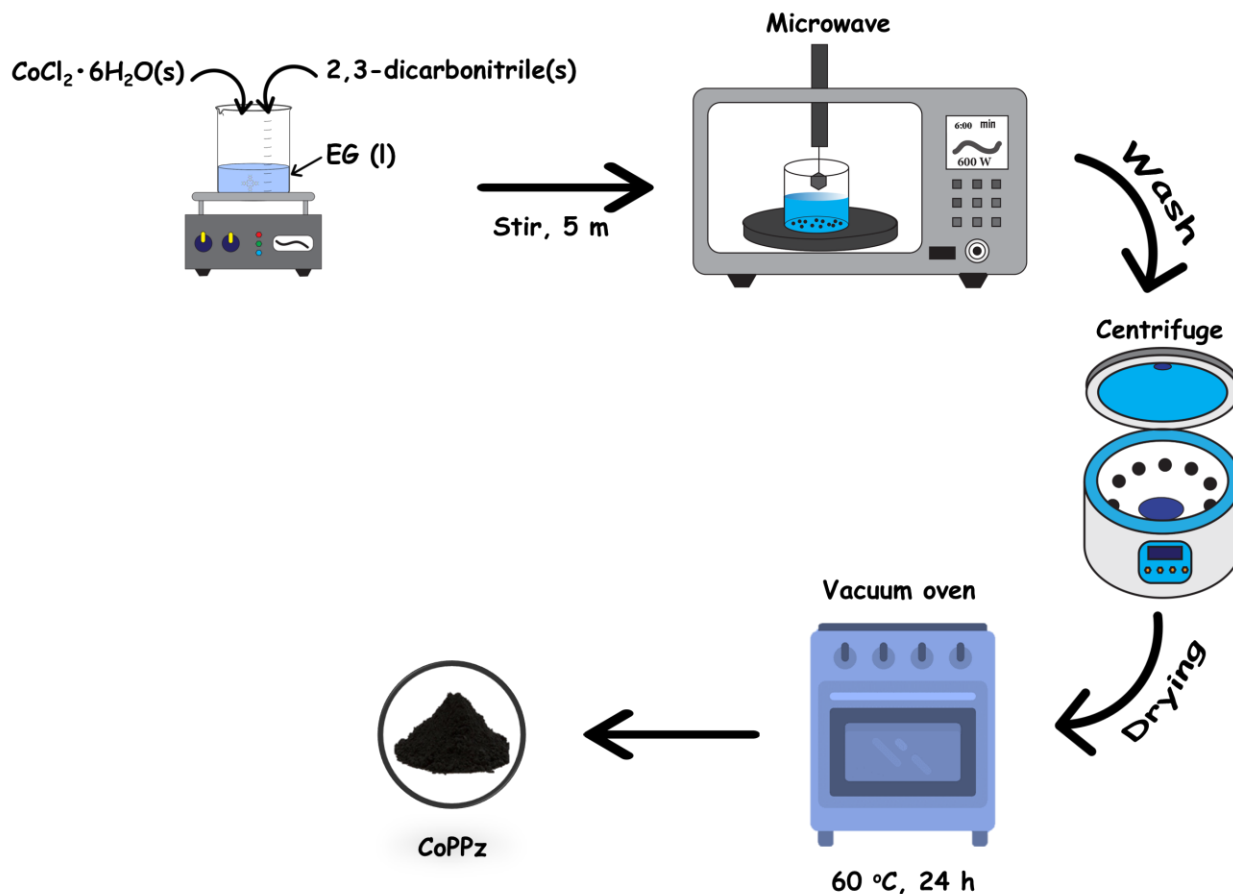 CoCl₂·6H₂O(s)
2,3-dicarbonitrile(s)
EG (l)
Stir, 5 m
Microwave
6:00 min
600 W
Wash
Centrifuge
Drying
Vacuum oven
60 °C, 24 h
CoPPz